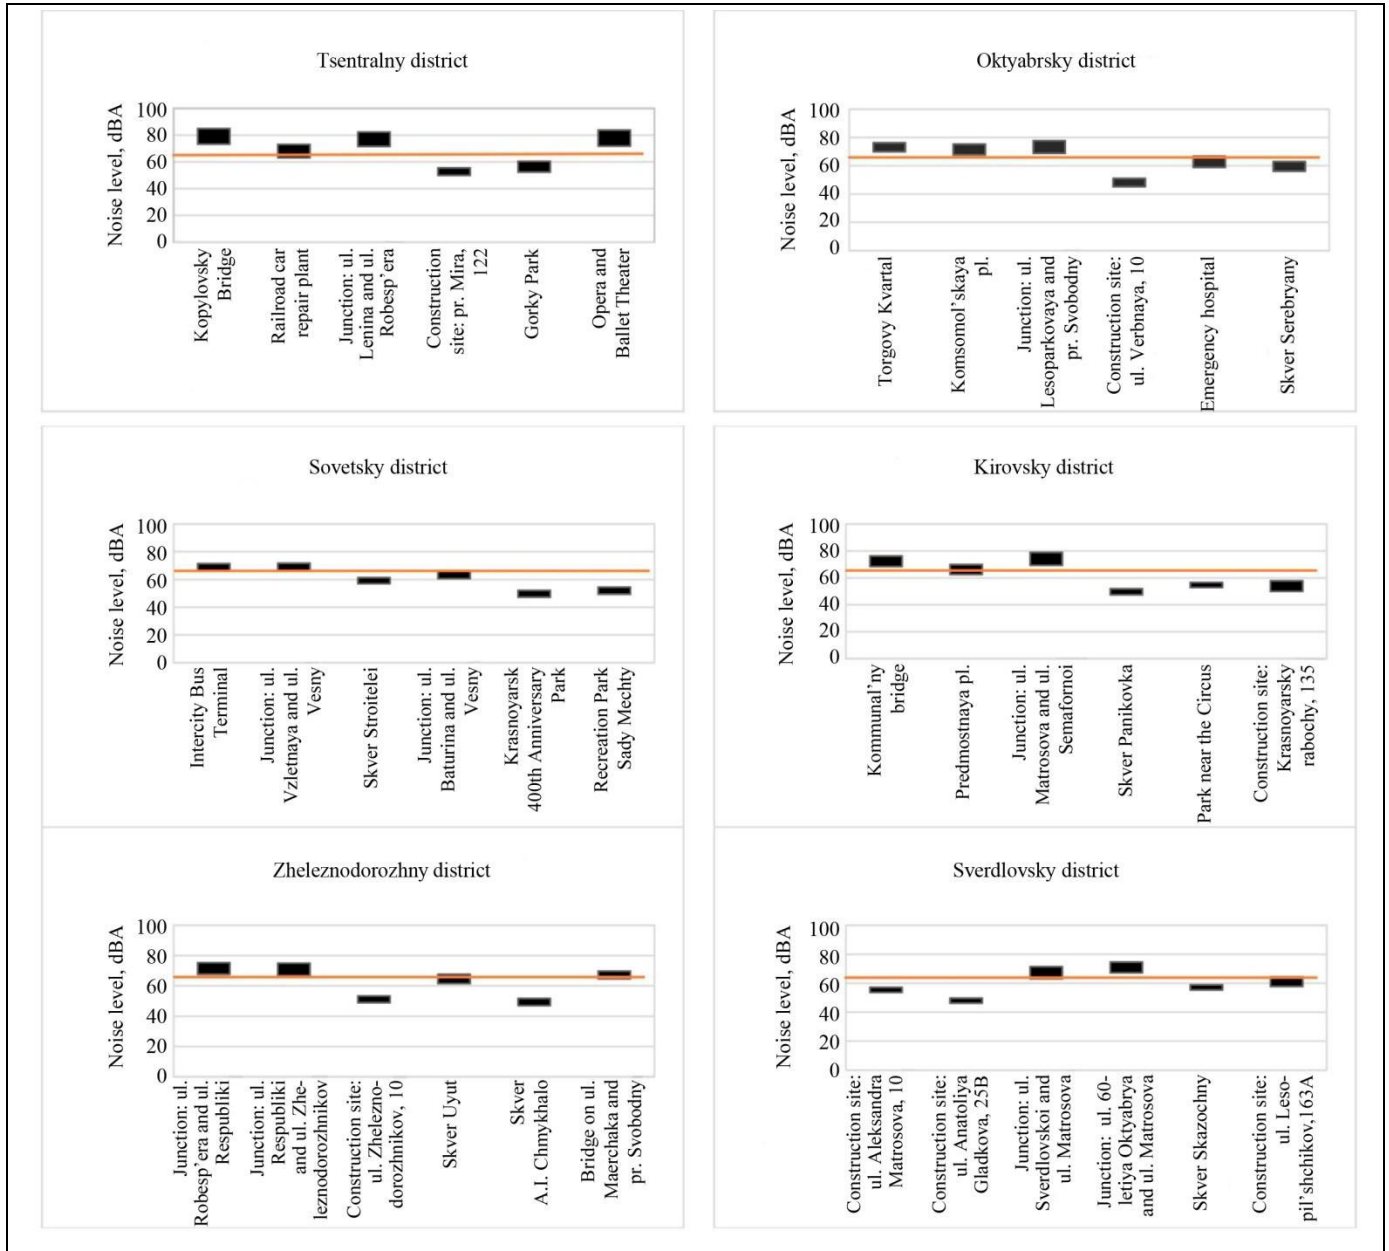 Tsentralny district
Noise level, dBA
100
80
60
40
20
0
Kopylovsky
Bridge
Railroad car
repair plant
Junction: ul.
Lenina and ul.
Robesp’era
Construction
site: pr. Mira,
122
Gorky Park
Opera and
Ballet Theater
Oktyabrsky district
Noise level, dBA
100
80
60
40
20
0
Torgovy Kvartal
Komsomol’skaya
pl.
Junction: ul.
Lesoparkovaya and
pr. Svobodny
Construction site:
ul. Verbnaya, 10
Emergency hospital
Skver Serebryany
Sovetsky district
Noise level, dBA
100
80
60
40
20
0
Intercity Bus
Terminal
Junction: ul.
Vzletnaya and ul.
Vesny
Skver Stroitelei
Junction: ul.
Baturina and ul.
Vesny
Krasnoyarsk
400th Anniversary
Park
Recreation Park
Sady Mechty
Kirovsky district
Noise level, dBA
100
80
60
40
20
0
Kommunal’ny
bridge
Predmostnaya pl.
Junction: ul.
Matrosova and ul.
Semafornoi
Skver Panikovka
Park near the Circus
Construction site:
Krasnoyarsky
rabochy, 135
Zheleznodorozhny district
Noise level, dBA
100
80
60
40
20
0
Junction: ul.
Robesp’era and ul.
Respubliki
Junction: ul.
Respubliki
and ul. Zhe-
leznodorozhnikov
Construction site:
ul. Zhelezno-
dorozhnikov, 10
Skver Uyut
Skver
A.I. Chmykhalo
Bridge on ul.
Maerchaka and
pr. Svobodny
Sverdlovsky district
Noise level, dBA
100
80
60
40
20
0
Construction site:
ul. Aleksandra
Matrosova, 10
Construction site:
ul. Anatoliya
Gladkova, 25B
Junction: ul.
Sverdlovskoi and
ul. Matrosova
Junction: ul. 60-
letiya Oktyabrya
and ul. Matrosova
Skver Skazochny
Construction site:
ul. Leso-
pil’shchikov,163A